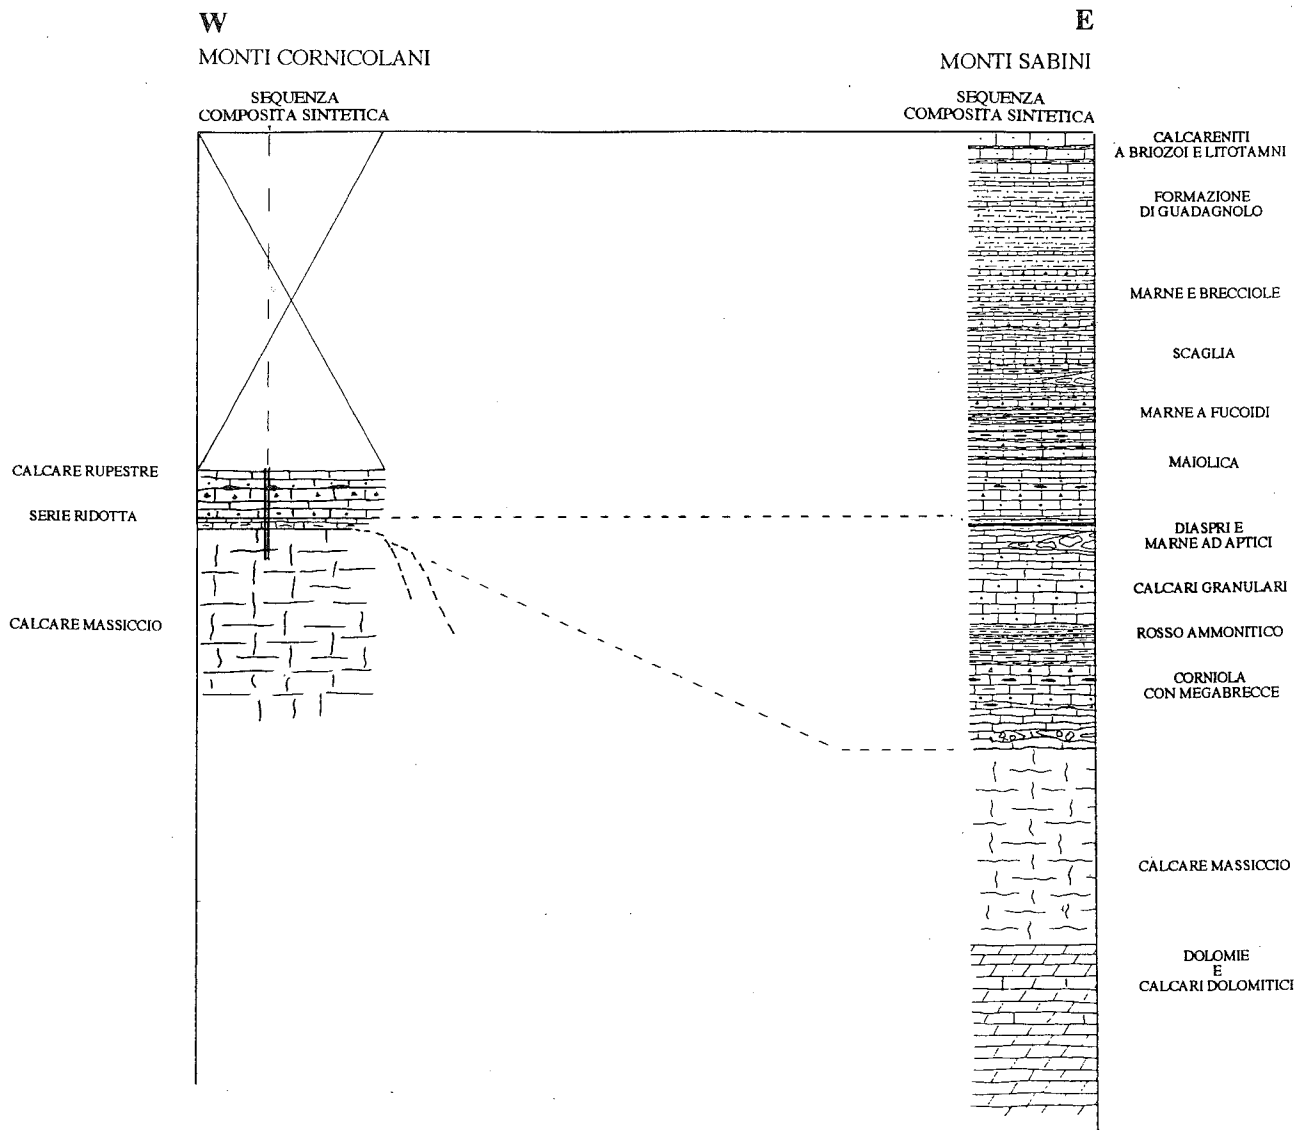 W
E
MONTI CORNICOLANI
MONTI SABINI
SEQUENZA
COMPOSITA SINTETICA
SEQUENZA
COMPOSITA SINTETICA
CALCARENITI
A BRIOZOI E LITOTAMNI
FORMAZIONE
DI GUADAGNOLO
MARNE E BRECCIOLE
SCAGLIA
MARNE A FUCOIDI
MAIOLICA
DIASPRI E
MARNE AD APTICI
CALCARI GRANULARI
ROSSO AMMONITICO
CORNIOLA
CON MEGABRECCE
CALCARE MASSICCIO
DOLOMIE
E
CALCARI DOLOMITICI
CALCARE RUPESTRE
SERIE RIDOTTA
CALCARE MASSICCIO